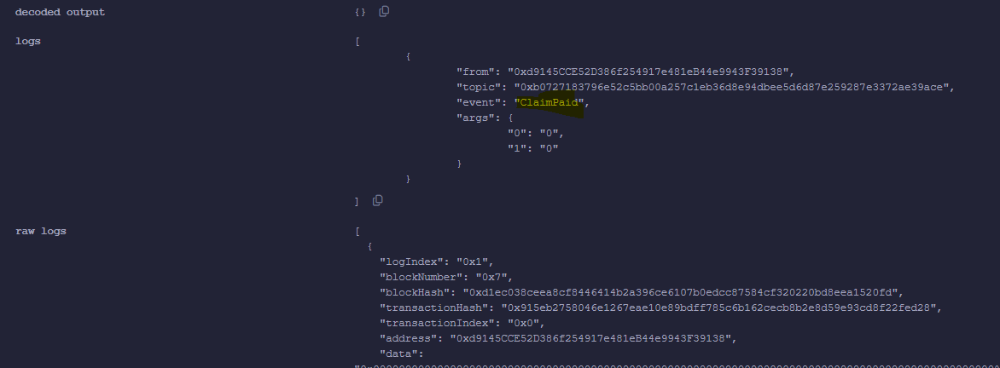 decoded output {}
logs [
{
"from": "0xd9145CCE52D386f254917e481eB44e9943F39138",
"topic": "0xb0727183796e52c5bb00a257c1eb36d8e94dbee5d6d87e259287e3372ae39ace",
"event": "ClaimPaid",
"args": {
"0": "0",
"1": "0"
}
}
]
raw logs [
{
"logIndex": "0x1",
"blockNumber": "0x7",
"blockHash": "0xd1ec038ceea8cf8446414b2a396ce6107b0edcc87584cf320220bd8eea1520fd",
"transactionHash": "0x915eb2758046e1267eae10e89bdff785c6b162cecb8b2e8d59e93cd8f22fed28",
"transactionIndex": "0x0",
"address": "0xd9145CCE52D386f254917e481eB44e9943F39138",
"data":